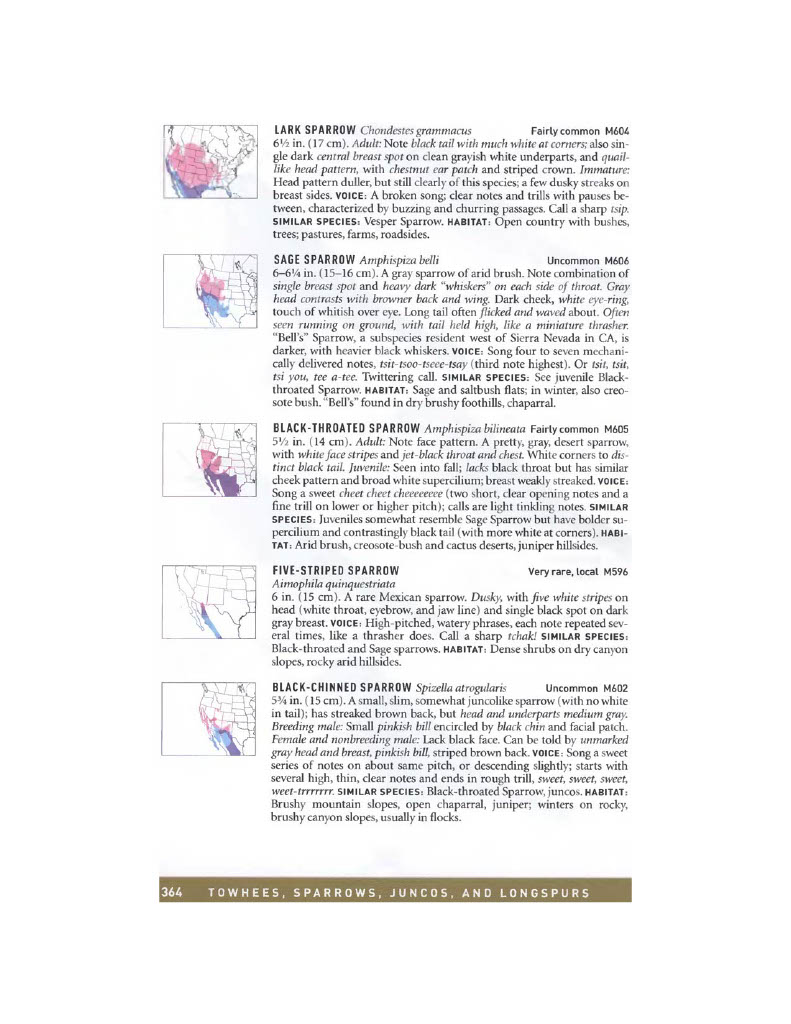 LARK SPARROW Chondestes grammacus Fairly common M604
6½ in. (17 cm). Adult: Note black tail with much white at corners; also sin-
gle dark central breast spot on clean grayish white underparts, and quail-
like head pattern, with chestnut ear patch and striped crown. Immature:
Head pattern duller, but still clearly of this species; a few dusky streaks on
breast sides. VOICE: A broken song; clear notes and trills with pauses be-
tween, characterized by buzzing and churring passages. Call a sharp tsip.
SIMILAR SPECIES: Vesper Sparrow. HABITAT: Open country with bushes,
trees; pastures, farms, roadsides.
SAGE SPARROW Amphispiza belli Uncommon M606
6–6¼ in. (15–16 cm). A gray sparrow of arid brush. Note combination of
single breast spot and heavy dark "whiskers" on each side of throat. Gray
head contrasts with browner back and wing. Dark cheek, white eye-ring,
touch of whitish over eye. Long tail often flicked and waved about. Often
seen running on ground, with tail held high, like a miniature thrasher.
"Bell's" Sparrow, a subspecies resident west of Sierra Nevada in CA, is
darker, with heavier black whiskers. VOICE: Song four to seven mechani-
cally delivered notes, tsit-tsoo-tseee-tsay (third note highest). Or tsit, tsit,
tsi you, tee a-tee. Twittering call. SIMILAR SPECIES: See juvenile Black-
throated Sparrow. HABITAT: Sage and saltbush flats; in winter, also creo-
sote bush. "Bell's" found in dry brushy foothills, chaparral.
BLACK-THROATED SPARROW Amphispiza bilineata Fairly common M605
5½ in. (14 cm). Adult: Note face pattern. A pretty, gray, desert sparrow,
with white face stripes and jet-black throat and chest. White corners to dis-
tinct black tail. Juvenile: Seen into fall; lacks black throat but has similar
cheek pattern and broad white supercilium; breast weakly streaked. VOICE:
Song a sweet cheet cheet cheeeeeeee (two short, clear opening notes and a
fine trill on lower or higher pitch); calls are light tinkling notes. SIMILAR
SPECIES: Juveniles somewhat resemble Sage Sparrow but have bolder su-
percilium and contrastingly black tail (with more white at corners). HABI-
TAT: Arid brush, creosote-bush and cactus deserts, juniper hillsides.
FIVE-STRIPED SPARROW Very rare, local M596
Aimophila quinquestriata
6 in. (15 cm). A rare Mexican sparrow. Dusky, with five white stripes on
head (white throat, eyebrow, and jaw line) and single black spot on dark
gray breast. VOICE: High-pitched, watery phrases, each note repeated sev-
eral times, like a thrasher does. Call a sharp tchak! SIMILAR SPECIES:
Black-throated and Sage sparrows. HABITAT: Dense shrubs on dry canyon
slopes, rocky arid hillsides.
BLACK-CHINNED SPARROW Spizella atrogularis Uncommon M602
5¾ in. (15 cm). A small, slim, somewhat juncolike sparrow (with no white
in tail); has streaked brown back, but head and underparts medium gray.
Breeding male: Small pinkish bill encircled by black chin and facial patch.
Female and nonbreeding male: Lack black face. Can be told by unmarked
gray head and breast, pinkish bill, striped brown back. VOICE: Song a sweet
series of notes on about same pitch, or descending slightly; starts with
several high, thin, clear notes and ends in rough trill, sweet, sweet, sweet,
weet-trrrrrrr. SIMILAR SPECIES: Black-throated Sparrow, juncos. HABITAT:
Brushy mountain slopes, open chaparral, juniper; winters on rocky,
brushy canyon slopes, usually in flocks.
364 TOWHEES, SPARROWS, JUNCOS, AND LONGSPURS